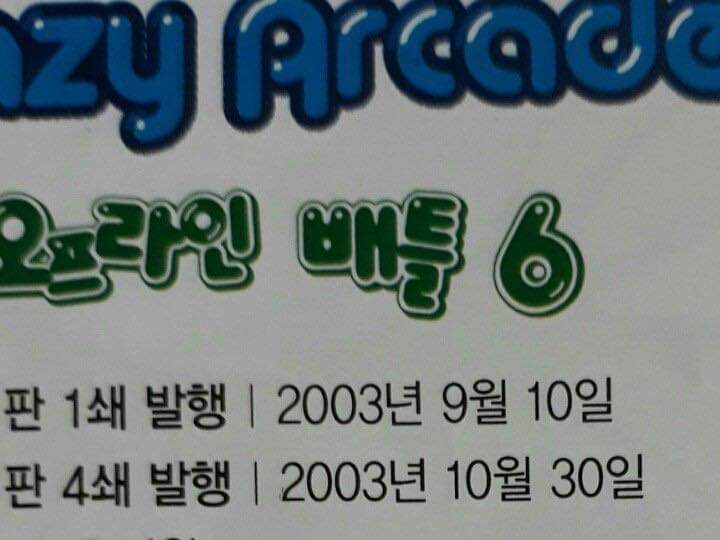 azy Arcade
오프라인 배틀 6
판 1쇄 발행 | 2003년 9월 10일
판 4쇄 발행 | 2003년 10월 30일